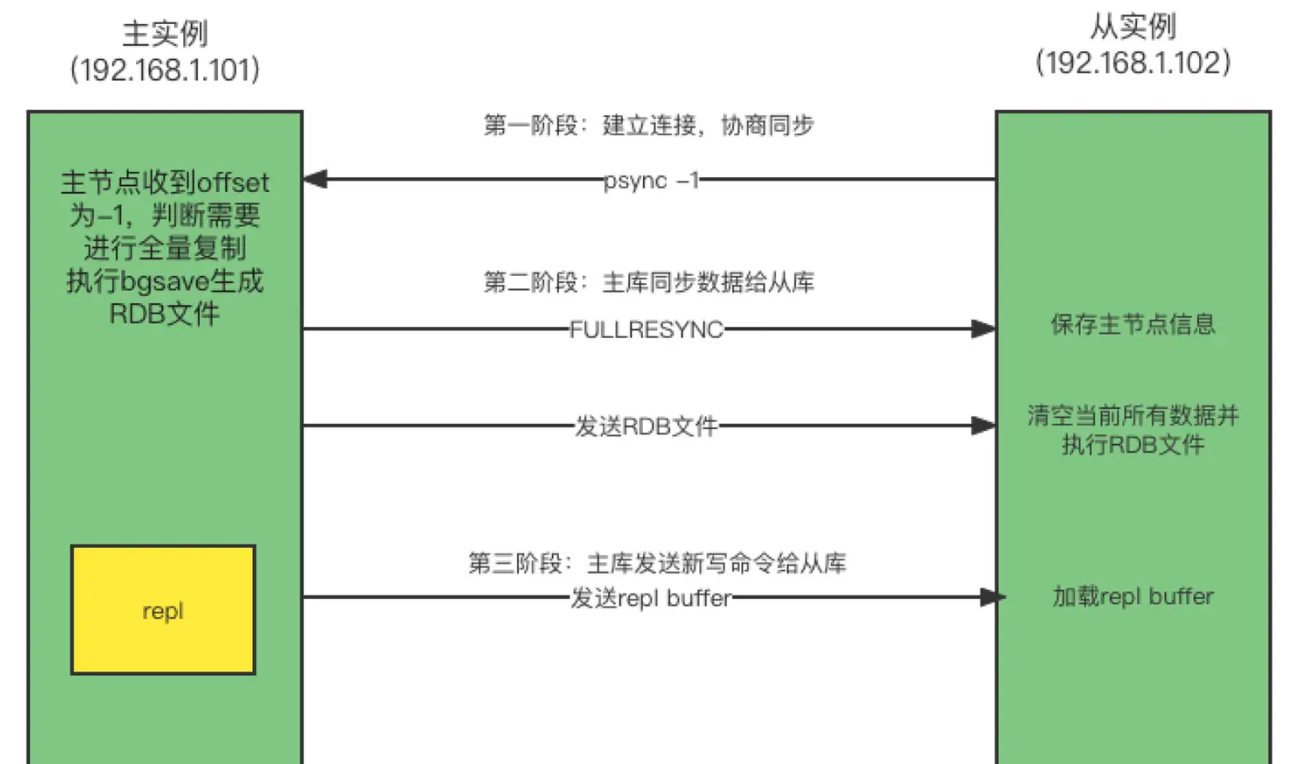 主实例
(192.168.1.101)
从实例
(192.168.1.102)
第一阶段：建立连接，协商同步
psync -1
主节点收到offset
为-1，判断需要
进行全量复制
执行bgsave生成
RDB文件
第二阶段：主库同步数据给从库
FULLRESYNC
保存主节点信息
发送RDB文件
清空当前所有数据并
执行RDB文件
第三阶段：主库发送新写命令给从库
发送repl buffer
加载repl buffer
repl